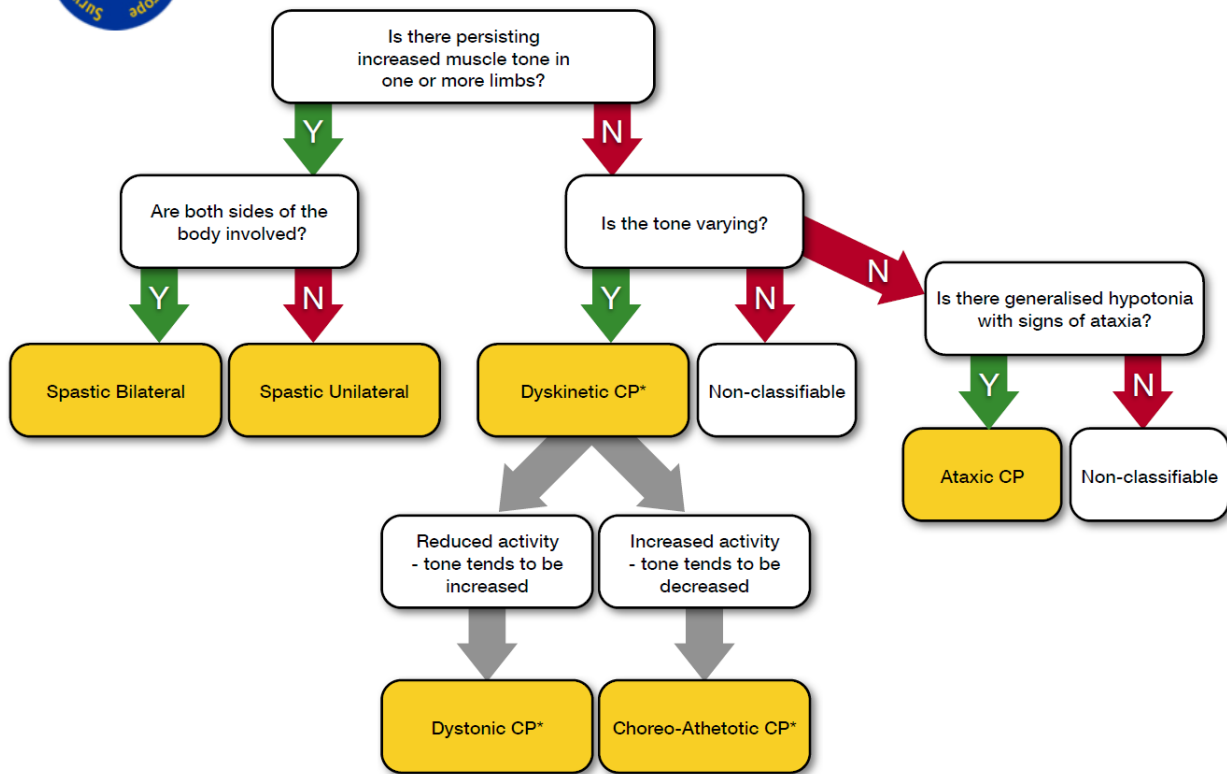 Is there persisting
increased muscle tone in
one or more limbs?
Y
N
Are both sides of the
body involved?
Is the tone varying?
Y
N
Y
N
N
Is there generalised hypotonia
with signs of ataxia?
Spastic Bilateral
Spastic Unilateral
Dyskinetic CP*
Non-classifiable
Y
N
Ataxic CP
Non-classifiable
Reduced activity
- tone tends to be
increased
Increased activity
- tone tends to be
decreased
Dystonic CP*
Choreo-Athetotic CP*